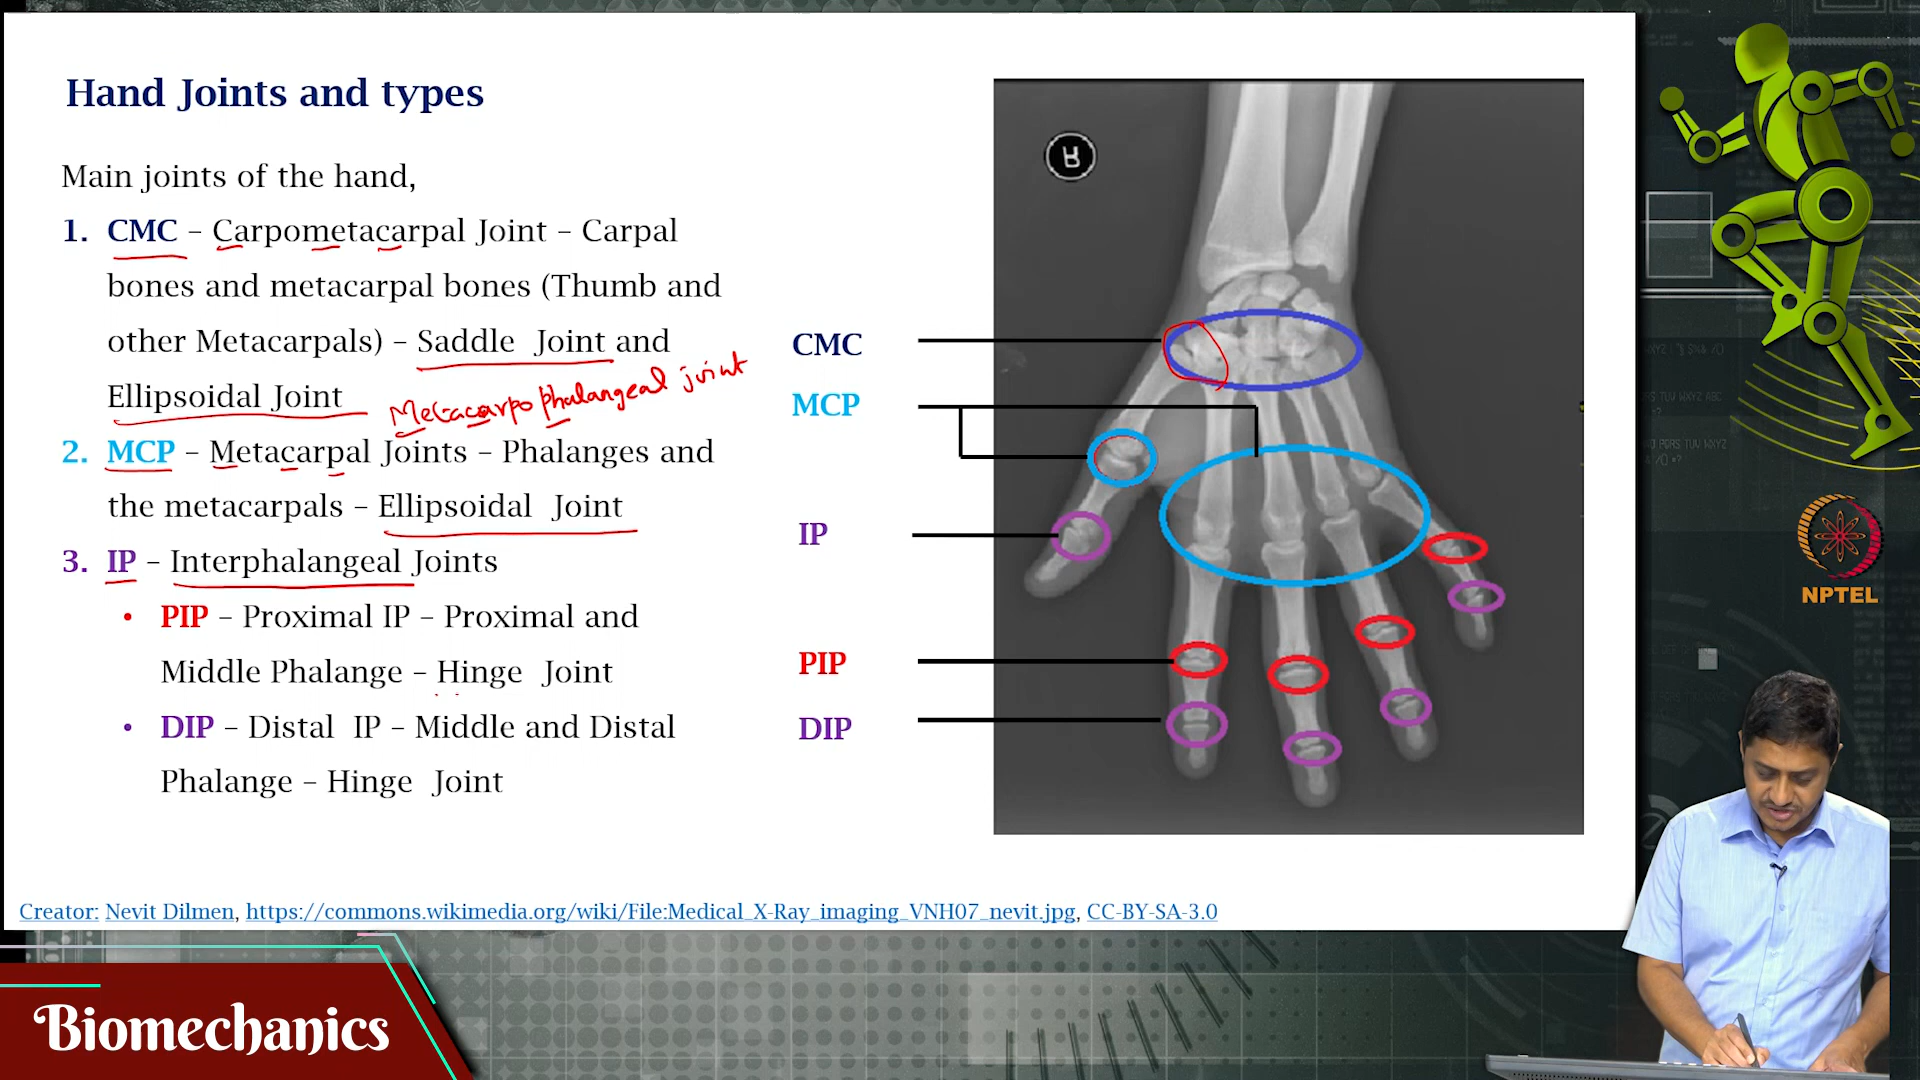 Hand Joints and types
Main joints of the hand,
1. CMC – Carpometacarpal Joint – Carpal
bones and metacarpal bones (Thumb and
other Metacarpals) – Saddle Joint and
Ellipsoidal Joint
Metacarpophalangeal joint
2. MCP – Metacarpal Joints – Phalanges and
the metacarpals – Ellipsoidal Joint
3. IP – Interphalangeal Joints
• PIP – Proximal IP – Proximal and
Middle Phalange – Hinge Joint
• DIP – Distal IP – Middle and Distal
Phalange – Hinge Joint
CMC
MCP
IP
PIP
DIP
R
Creator: Nevit Dilmen, https://commons.wikimedia.org/wiki/File:Medical_X-Ray_imaging_VNH07_nevit.jpg, CC-BY-SA-3.0
NPTEL
Biomechanics